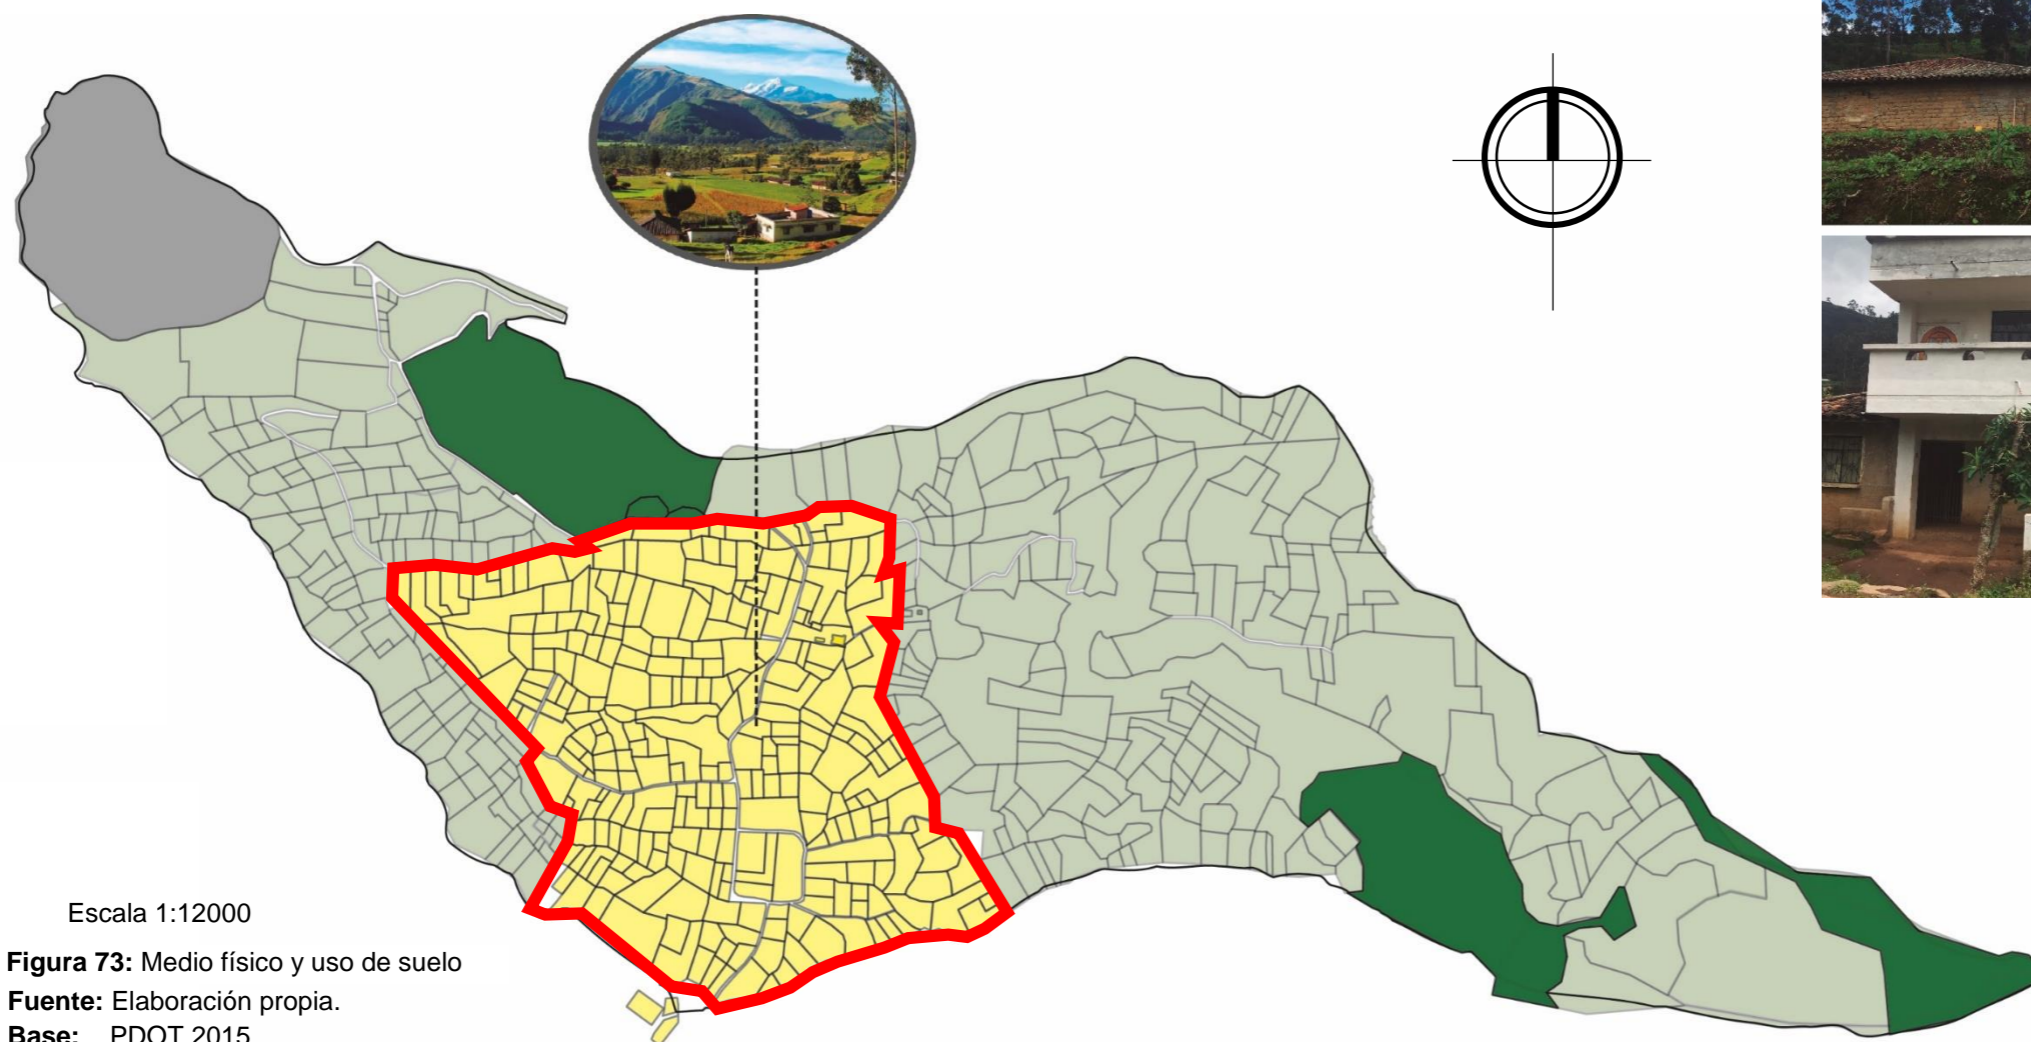 Escala 1:12000
Figura 73: Medio físico y uso de suelo
Fuente: Elaboración propia.
Base: PDOT 2015